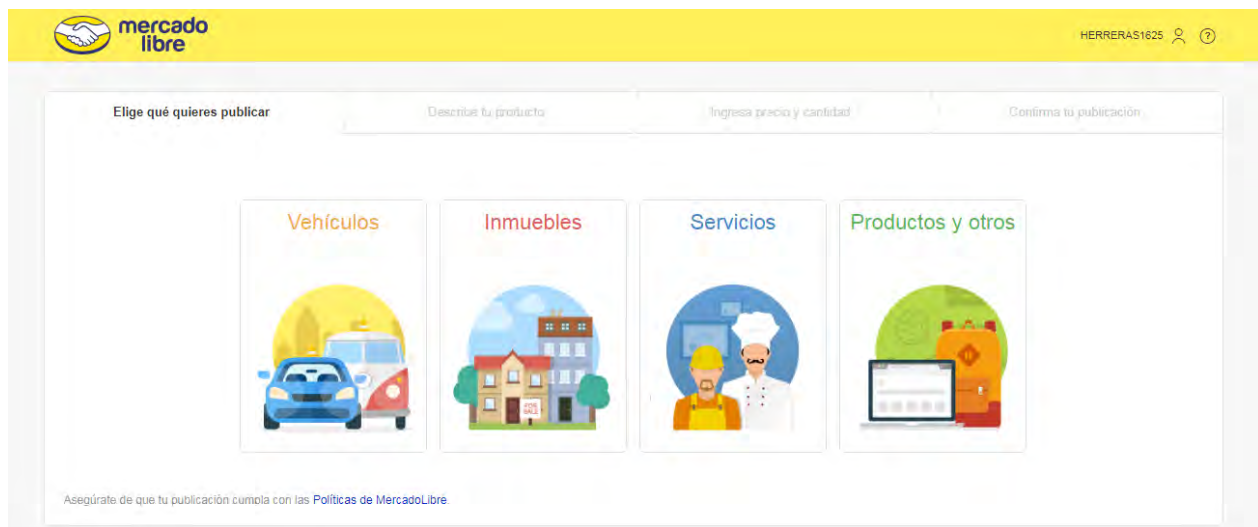 mercado
libre
HERRERAS1625
Elige qué quieres publicar
Describe tu producto
Ingresa precio y cantidad
Confirma tu publicación
Vehículos
Inmuebles
Servicios
Productos y otros
FOR
SALE
Asegúrate de que tu publicación cumpla con las Políticas de MercadoLibre.